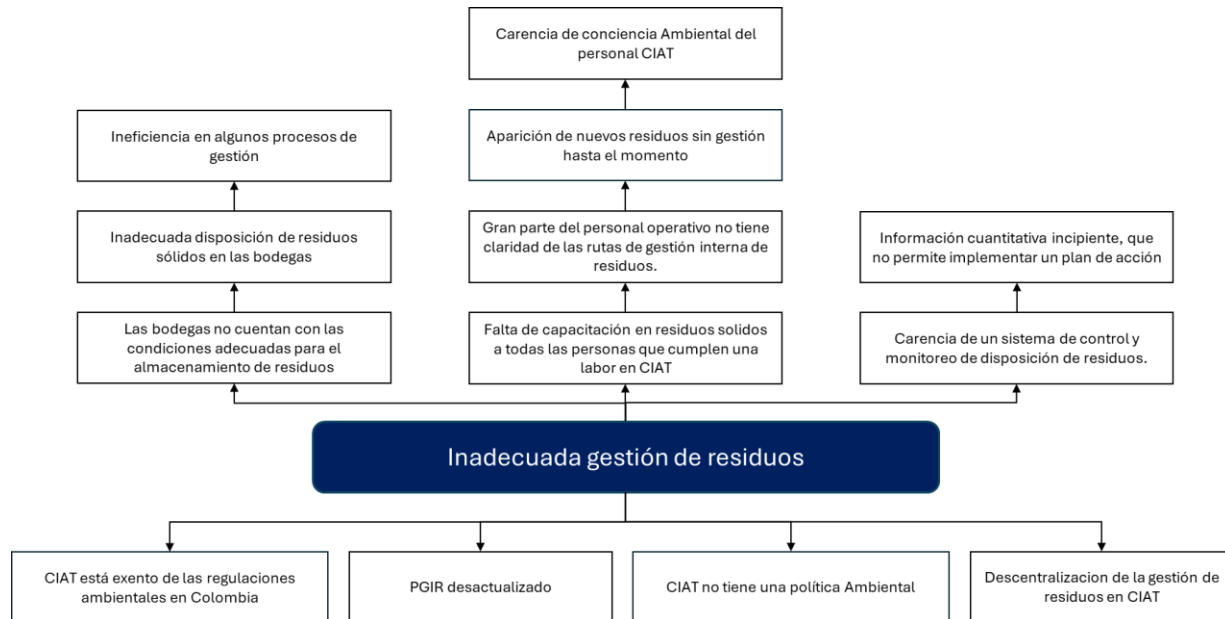 Carencia de conciencia Ambiental del
personal CIAT
Ineficiencia en algunos procesos de
gestión
Aparición de nuevos residuos sin gestión
hasta el momento
Inadecuada disposición de residuos
sólidos en las bodegas
Gran parte del personal operativo no tiene
claridad de las rutas de gestión interna de
residuos.
Información cuantitativa incipiente, que
no permite implementar un plan de acción
Las bodegas no cuentan con las
condiciones adecuadas para el
almacenamiento de residuos
Falta de capacitación en residuos solidos
a todas las personas que cumplen una
labor en CIAT
Carencia de un sistema de control y
monitoreo de disposición de residuos.
Inadecuada gestión de residuos
CIAT está exento de las regulaciones
ambientales en Colombia
PGIR desactualizado
CIAT no tiene una política Ambiental
Descentralizacion de la gestión de
residuos en CIAT